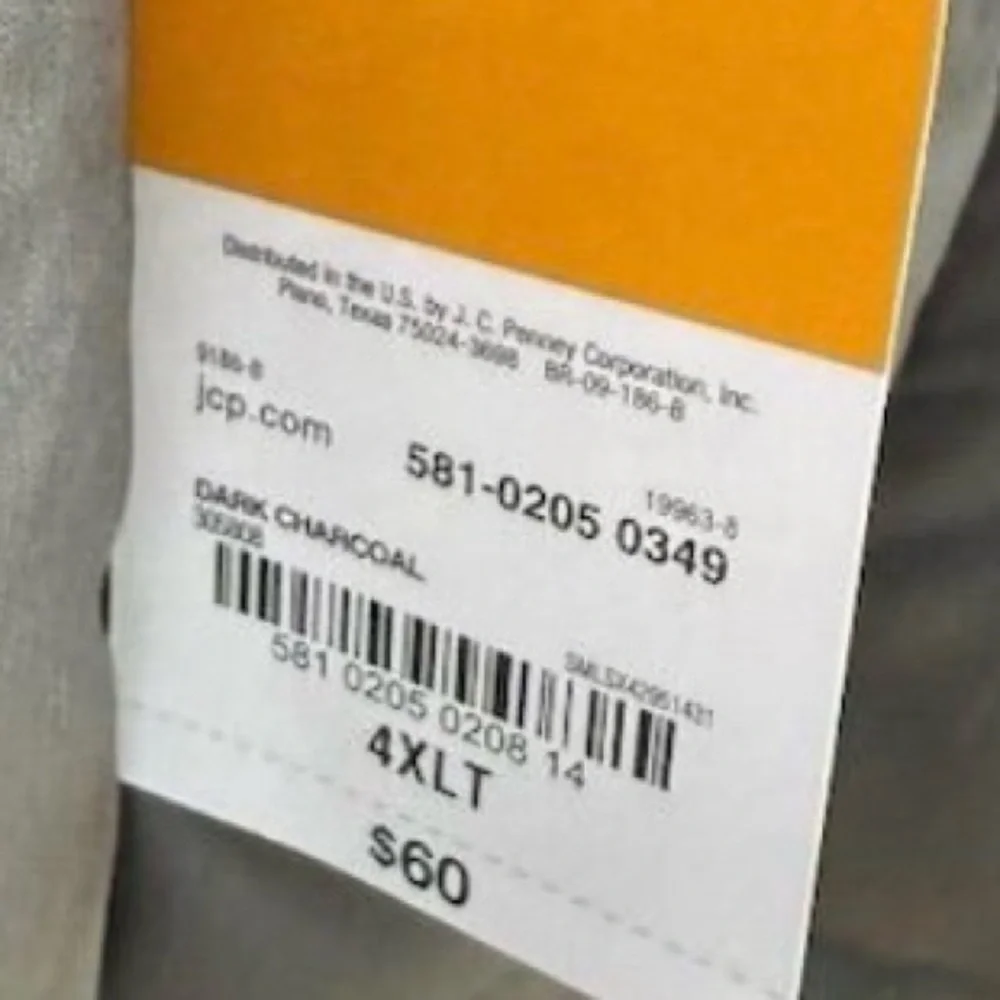 Distributed in the U.S. by J. C. Penney Corporation, Inc.
Plano, Texas 75024-3698 BR-09-186-B
9186-8
jcp.com
19963-8
581-0205 0349
DARK CHARCOAL
581 0205 0208 14
4XLT
$60